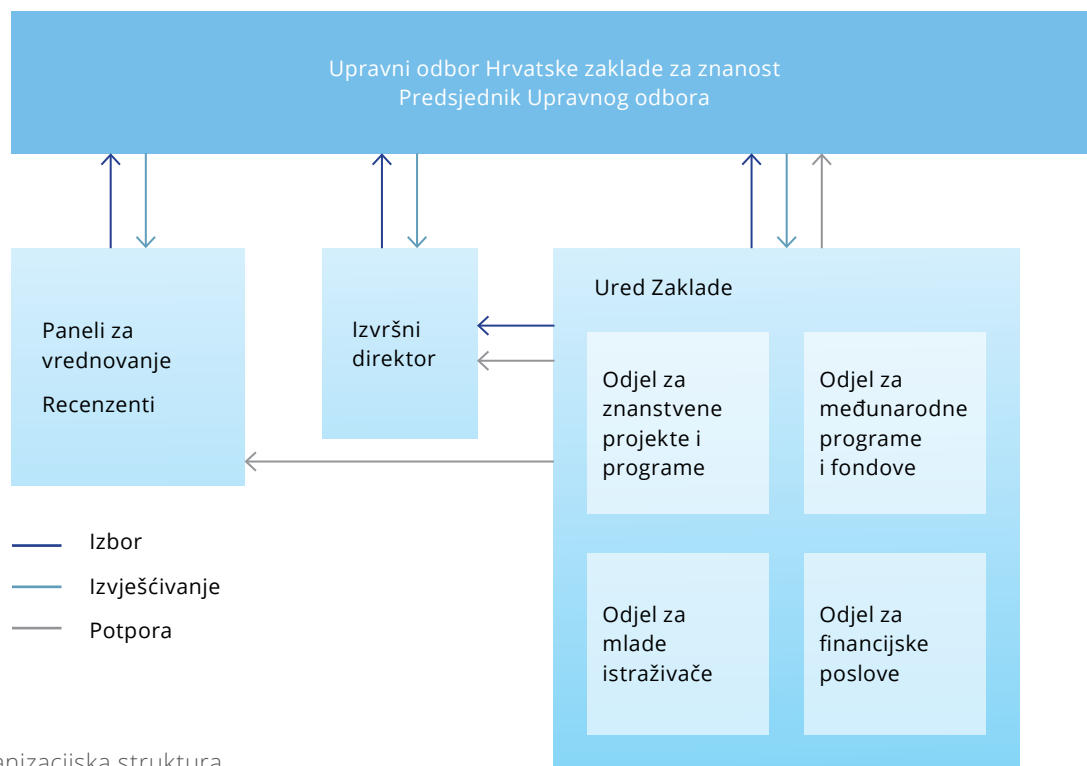 Upravni odbor Hrvatske zaklade za znanost
Predsjednik Upravnog odbora
Paneli za
vrednovanje
Recenzenti
Izvršni
direktor
Ured Zaklade
Odjel za
znanstvene
projekte i
programe
Odjel za
međunarodne
programe
i fondove
Odjel za
mlade
istraživače
Odjel za
financijske
poslove
Izbor
Izvješćivanje
Potpora
struktura